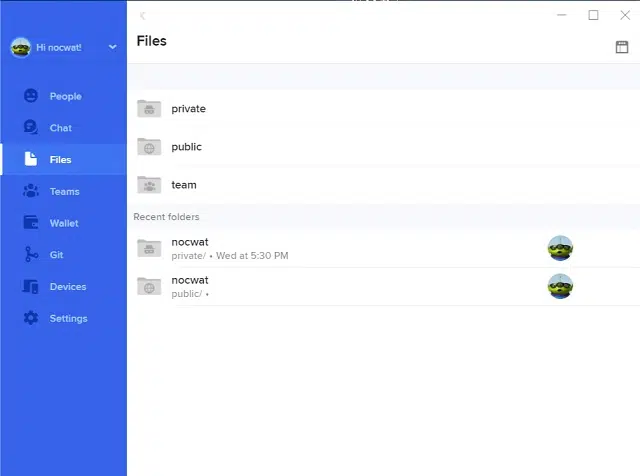 Hi nocwat!
People
Chat
Files
Teams
Wallet
Git
Devices
Settings
Files
private
public
team
Recent folders
nocwat
private/ • Wed at 5:30 PM
nocwat
public/ •